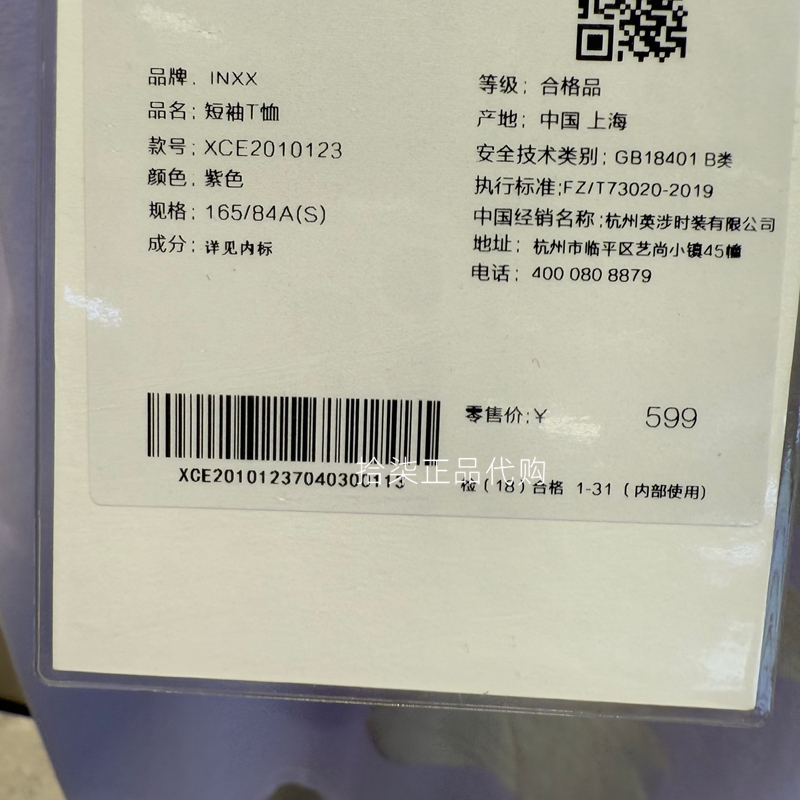 品牌：INXX
品名：短袖T恤
款号：XCE2010123
颜色：紫色
规格：165/84A(S)
成分：详见内标
等级：合格品
产地：中国 上海
安全技术类别：GB18401 B类
执行标准:FZ/T73020-2019
中国经销名称:杭州英涉时装有限公司
地址：杭州市临平区艺尚小镇45幢
电话：400 080 8879
零售价:¥ 599
XCE20101237040300113
检（18）合格 1-31（内部使用）
拾柒正品代购